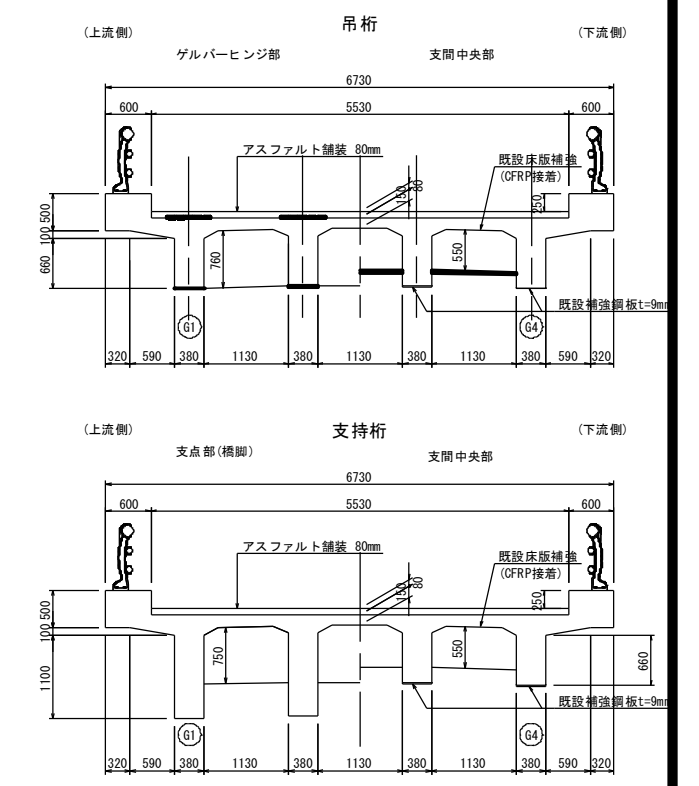 吊桁
(上流側)
(下流側)
ゲルバーヒンジ部
支間中央部
6730
600
5530
600
アスファルト舗装 80mm
既設床版補強
(CFRP接着)
150
80
250
500
100
660
760
550
既設補強鋼板t=9mm
G1
G4
320
590
380
1130
380
1130
380
1130
380
590
320
支持桁
(上流側)
(下流側)
支点部(橋脚)
支間中央部
6730
600
5530
600
アスファルト舗装 80mm
既設床版補強
(CFRP接着)
150
80
250
500
100
1100
750
550
660
既設補強鋼板t=9mm
G1
G4
320
590
380
1130
380
1130
380
1130
380
590
320